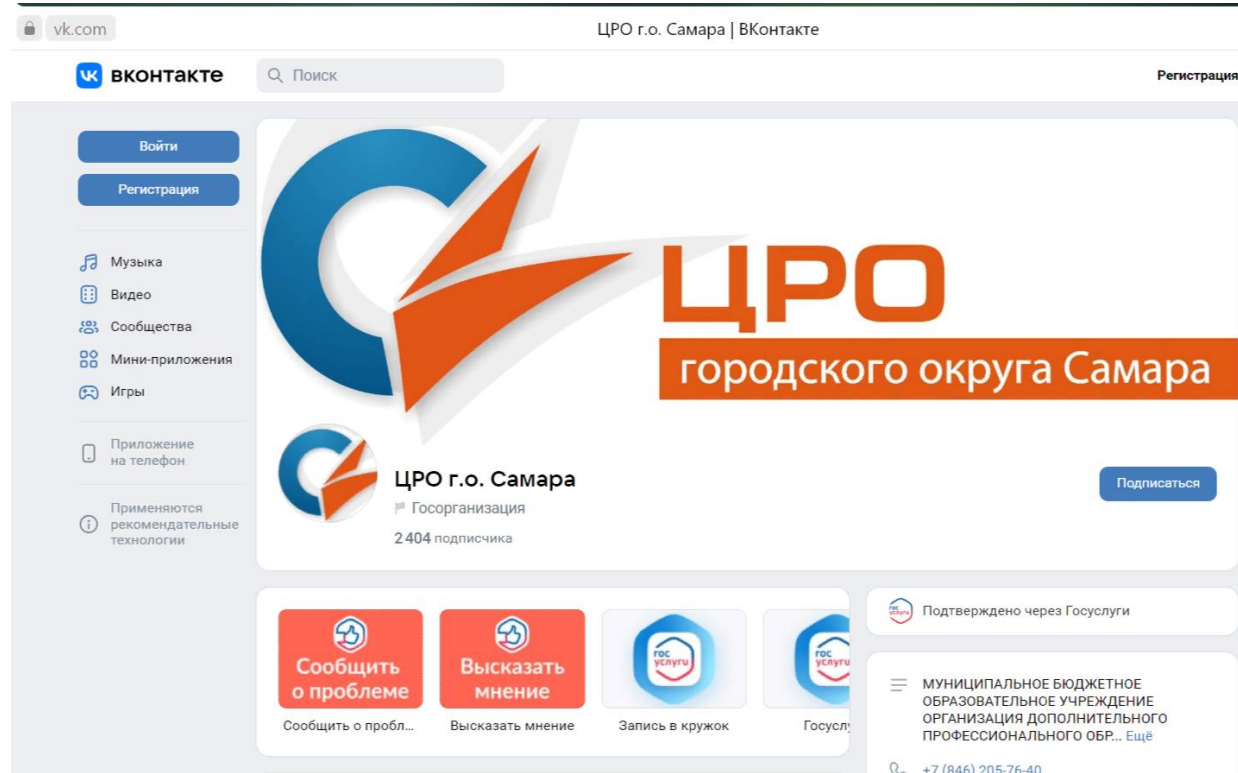 vk.com
ЦРО г.о. Самара | ВКонтакте
вконтакте
Поиск
Регистрация
Войти
Регистрация
Музыка
Видео
Сообщества
Мини-приложения
Игры
Приложение
на телефон
Применяются
рекомендательные
технологии
ЦРО
городского округа Самара
ЦРО г.о. Самара
Госорганизация
2 404 подписчика
Подписаться
Сообщить
о проблеме
Высказать
мнение
гос
услуги
гос
услуги
Сообщить о пробл...
Высказать мнение
Запись в кружок
Госуслу
гос
услуги
Подтверждено через Госуслуги
МУНИЦИПАЛЬНОЕ БЮДЖЕТНОЕ
ОБРАЗОВАТЕЛЬНОЕ УЧРЕЖДЕНИЕ
ОРГАНИЗАЦИЯ ДОПОЛНИТЕЛЬНОГО
ПРОФЕССИОНАЛЬНОГО ОБР... Ещё
+7 (846) 205-76-40